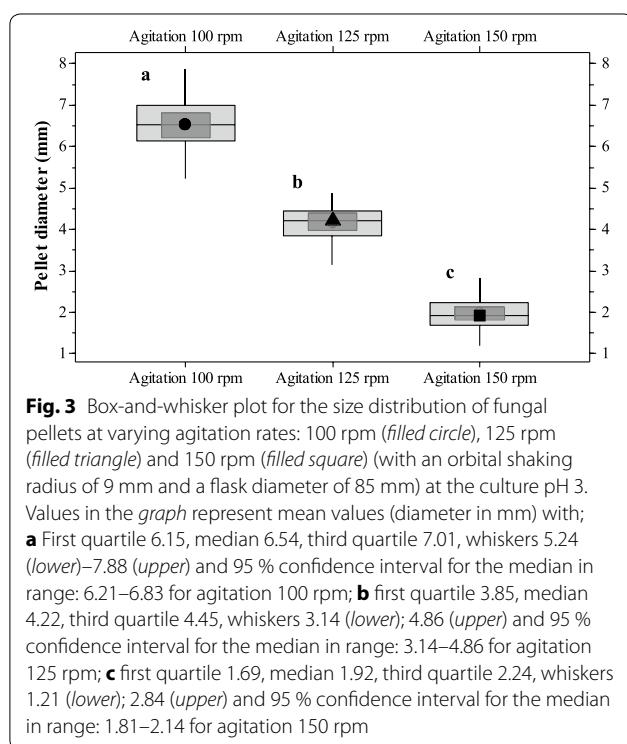 Agitation 100 rpm Agitation 125 rpm Agitation 150 rpm
8 8
a
7 7
6 6
b
5 5
4 4
c
3 3
2 2
1 1
Pellet diameter (mm)
Agitation 100 rpm Agitation 125 rpm Agitation 150 rpm
Fig. 3 Box-and-whisker plot for the size distribution of fungal
pellets at varying agitation rates: 100 rpm (filled circle), 125 rpm
(filled triangle) and 150 rpm (filled square) (with an orbital shaking
radius of 9 mm and a flask diameter of 85 mm) at the culture pH 3.
Values in the graph represent mean values (diameter in mm) with;
a First quartile 6.15, median 6.54, third quartile 7.01, whiskers 5.24
(lower)–7.88 (upper) and 95 % confidence interval for the median in
range: 6.21–6.83 for agitation 100 rpm; b first quartile 3.85, median
4.22, third quartile 4.45, whiskers 3.14 (lower); 4.86 (upper) and 95 %
confidence interval for the median in range: 3.14–4.86 for agitation
125 rpm; c first quartile 1.69, median 1.92, third quartile 2.24, whiskers
1.21 (lower); 2.84 (upper) and 95 % confidence interval for the median
in range: 1.81–2.14 for agitation 150 rpm